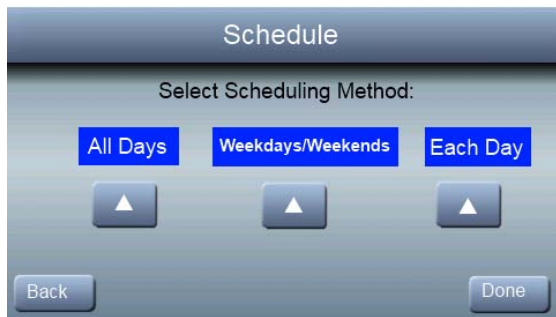 Schedule
Select Scheduling Method:
All Days Weekdays/Weekends Each Day
Back Done